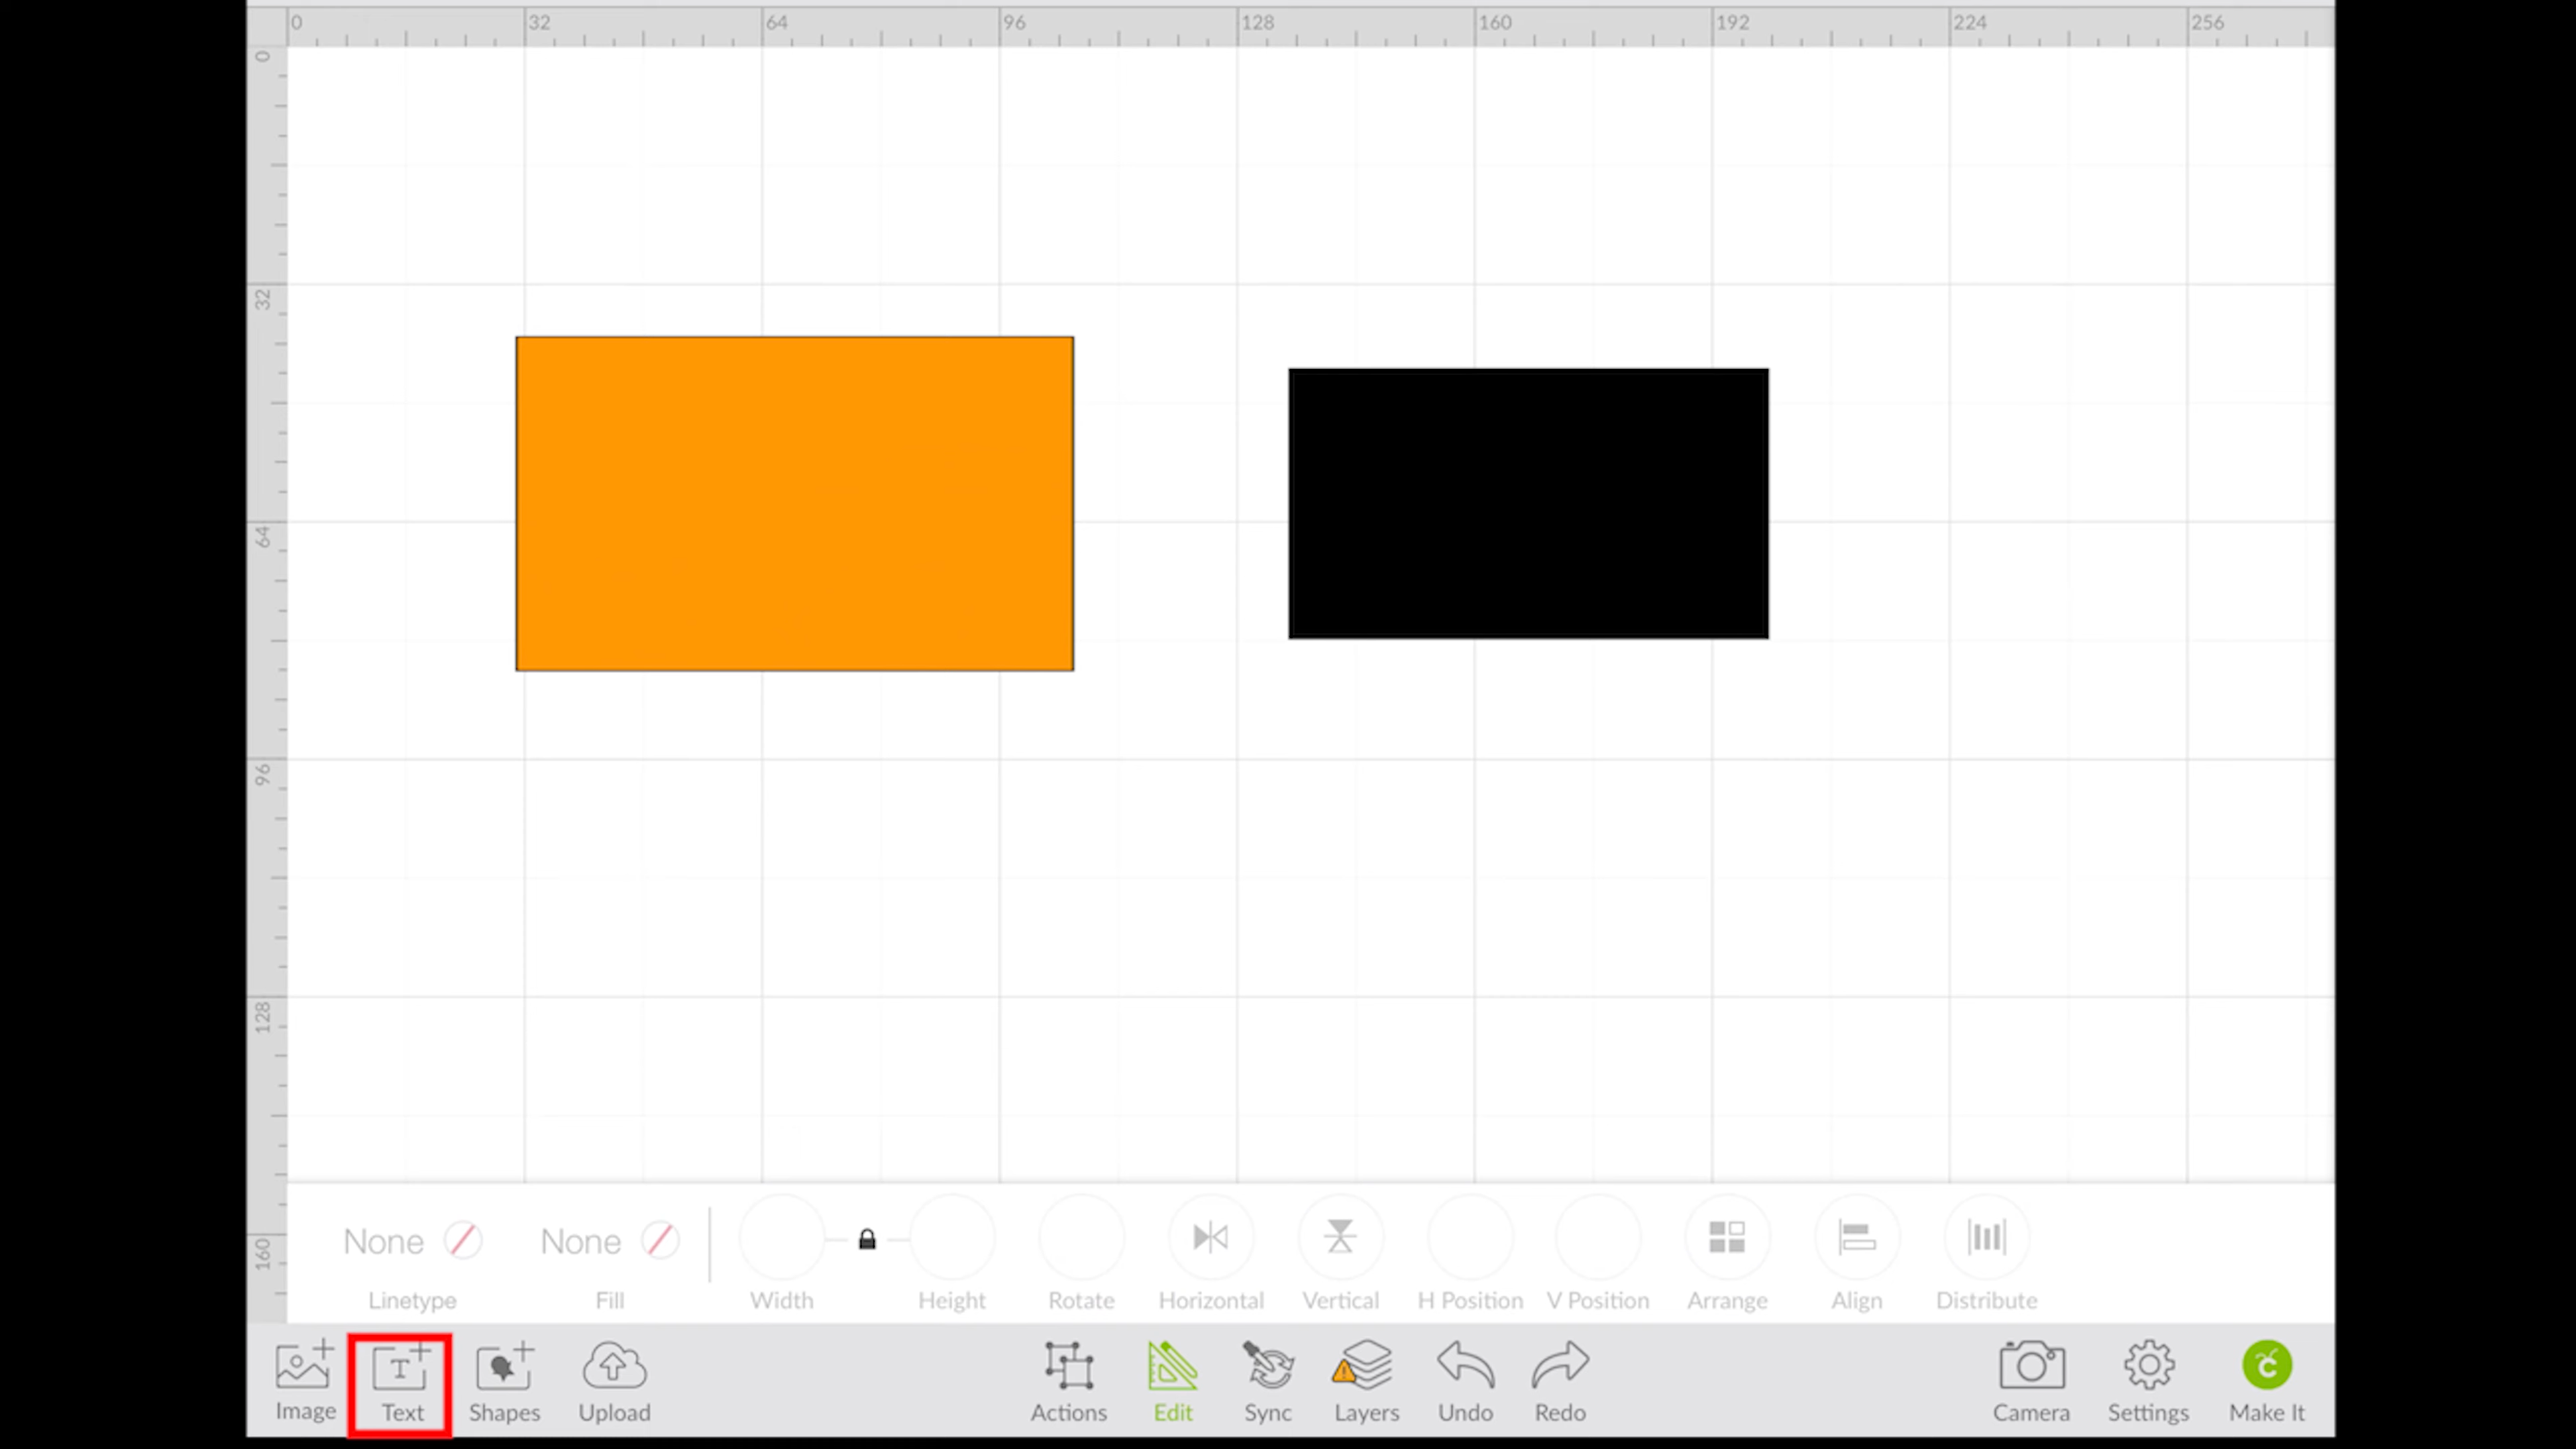 0 32 64 96 128 160 192 224 256
0
32
64
96
128
160
None None
Linetype Fill Width Height Rotate Horizontal Vertical H Position V Position Arrange Align Distribute
Image Text Shapes Upload Actions Edit Sync Layers Undo Redo Camera Settings Make It